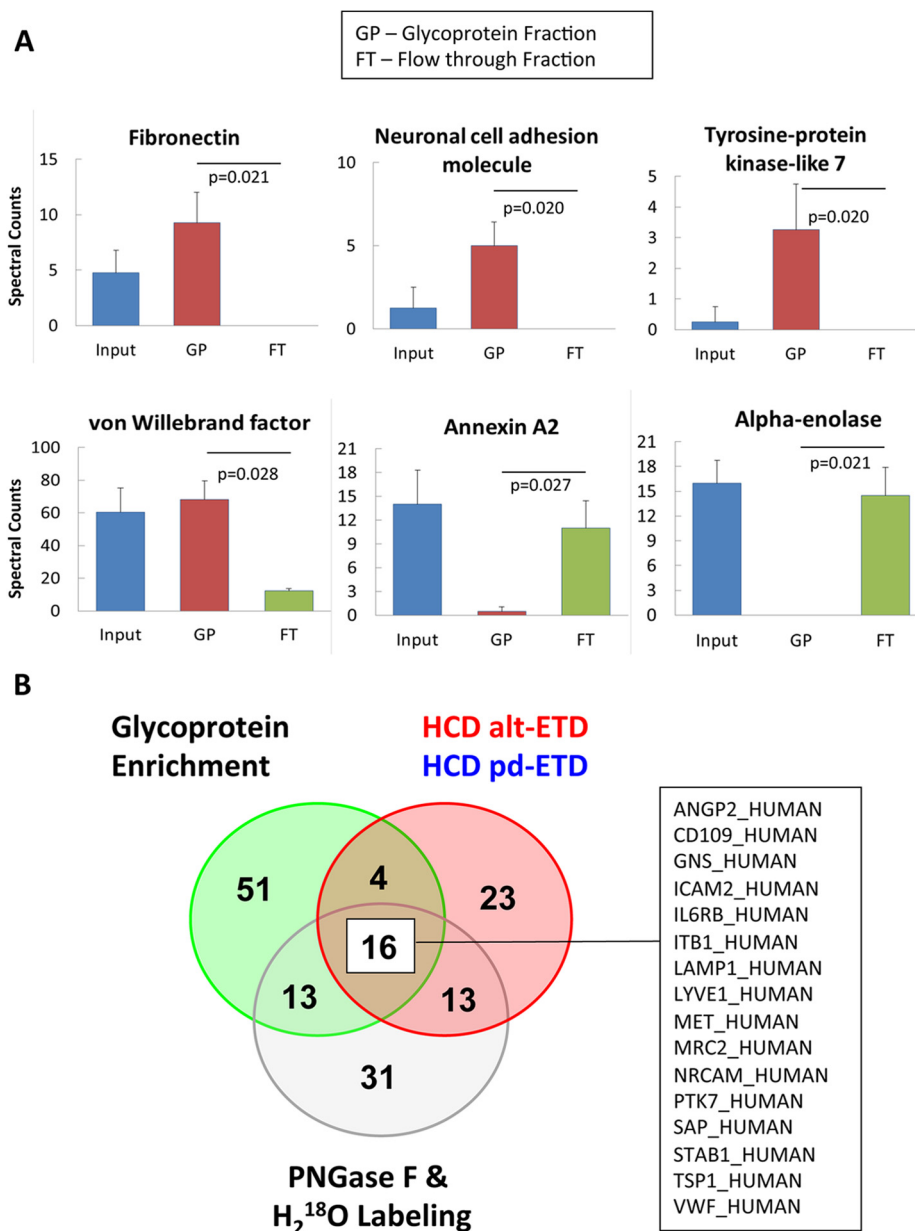 A
GP – Glycoprotein Fraction
FT – Flow through Fraction
Fibronectin
Spectral Counts
15
10
5
0
p=0.021
Input GP FT
Neuronal cell adhesion
molecule
10
5
0
p=0.020
Input GP FT
Tyrosine-protein
kinase-like 7
5
4
3
2
1
0
p=0.020
Input GP FT
von Willebrand factor
Spectral Counts
100
80
60
40
20
0
p=0.028
Input GP FT
Annexin A2
21
18
15
12
9
6
3
0
p=0.027
Input GP FT
Alpha-enolase
21
18
15
12
9
6
3
0
p=0.021
Input GP FT
B
Glycoprotein
Enrichment
HCD alt-ETD
HCD pd-ETD
51
4
23
16
13
13
31
PNGase F &
H₂¹⁸O Labeling
ANGP2_HUMAN
CD109_HUMAN
GNS_HUMAN
ICAM2_HUMAN
IL6RB_HUMAN
ITB1_HUMAN
LAMP1_HUMAN
LYVE1_HUMAN
MET_HUMAN
MRC2_HUMAN
NRCAM_HUMAN
PTK7_HUMAN
SAP_HUMAN
STAB1_HUMAN
TSP1_HUMAN
VWF_HUMAN